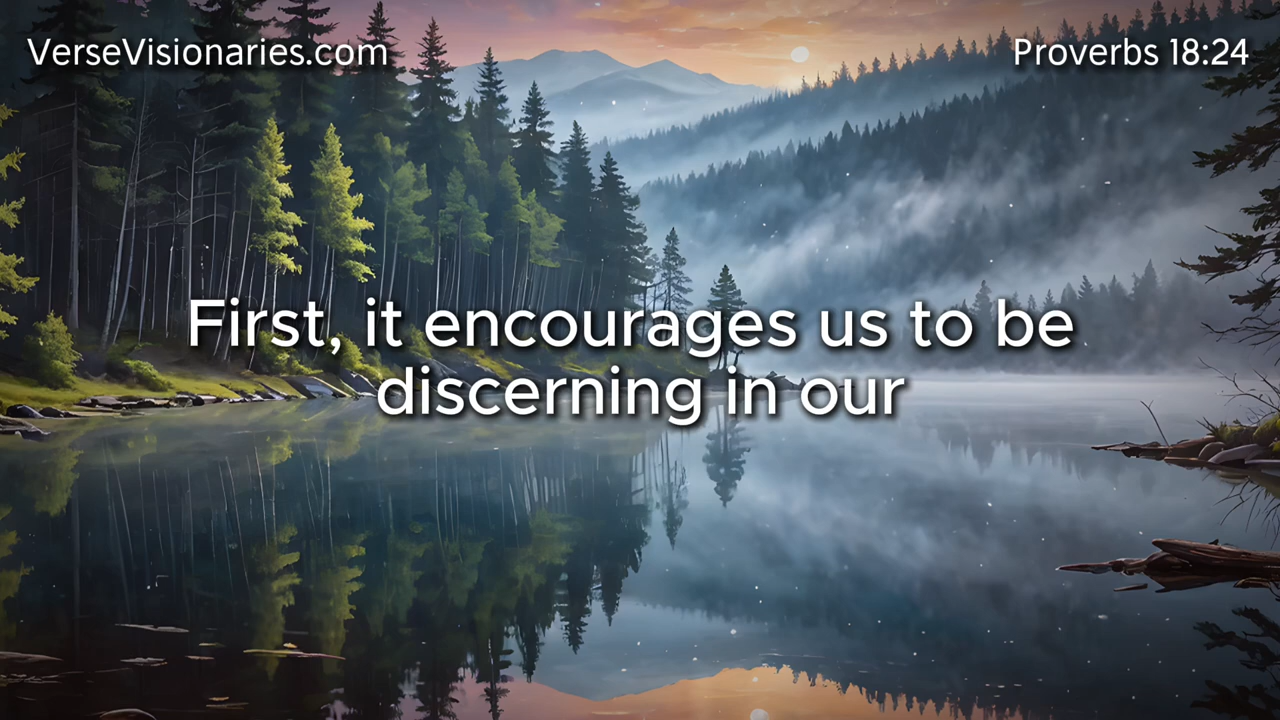 VerseVisionaries.com
Proverbs 18:24
First, it encourages us to be
discerning in our